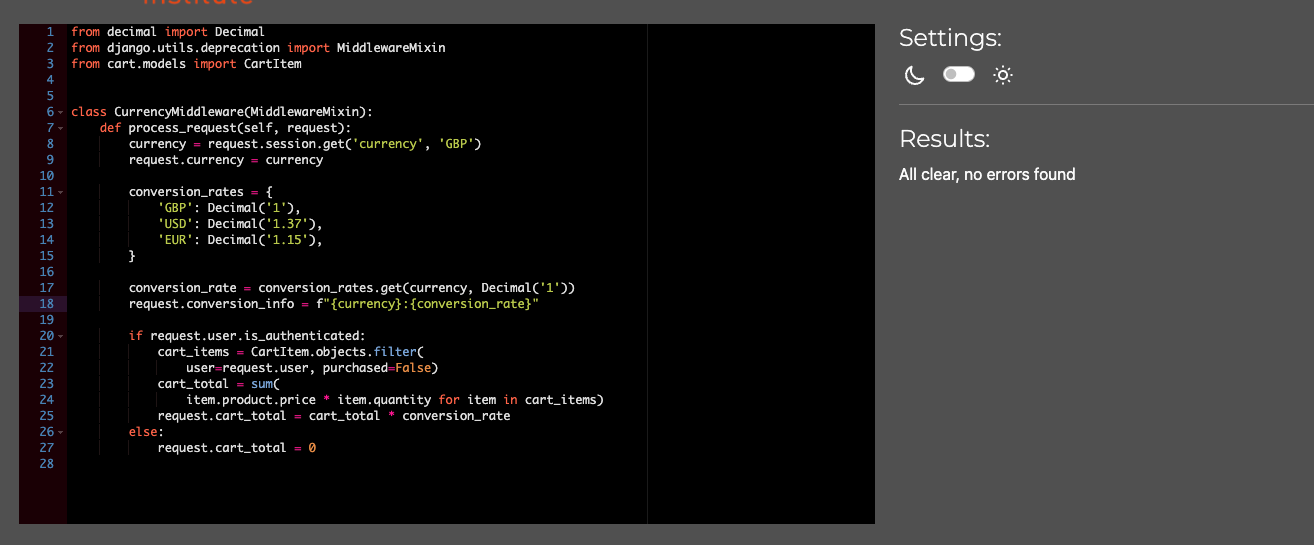 Institute
1 from decimal import Decimal
2 from django.utils.deprecation import MiddlewareMixin
3 from cart.models import CartItem
4
5
6 class CurrencyMiddleware(MiddlewareMixin):
7     def process_request(self, request):
8         currency = request.session.get('currency', 'GBP')
9         request.currency = currency
10
11         conversion_rates = {
12             'GBP': Decimal('1'),
13             'USD': Decimal('1.37'),
14             'EUR': Decimal('1.15'),
15         }
16
17         conversion_rate = conversion_rates.get(currency, Decimal('1'))
18         request.conversion_info = f"{currency}:{conversion_rate}"
19
20         if request.user.is_authenticated:
21             cart_items = CartItem.objects.filter(
22                 user=request.user, purchased=False)
23             cart_total = sum(
24                 item.product.price * item.quantity for item in cart_items)
25             request.cart_total = cart_total * conversion_rate
26         else:
27             request.cart_total = 0
28
Settings:
Results:
All clear, no errors found